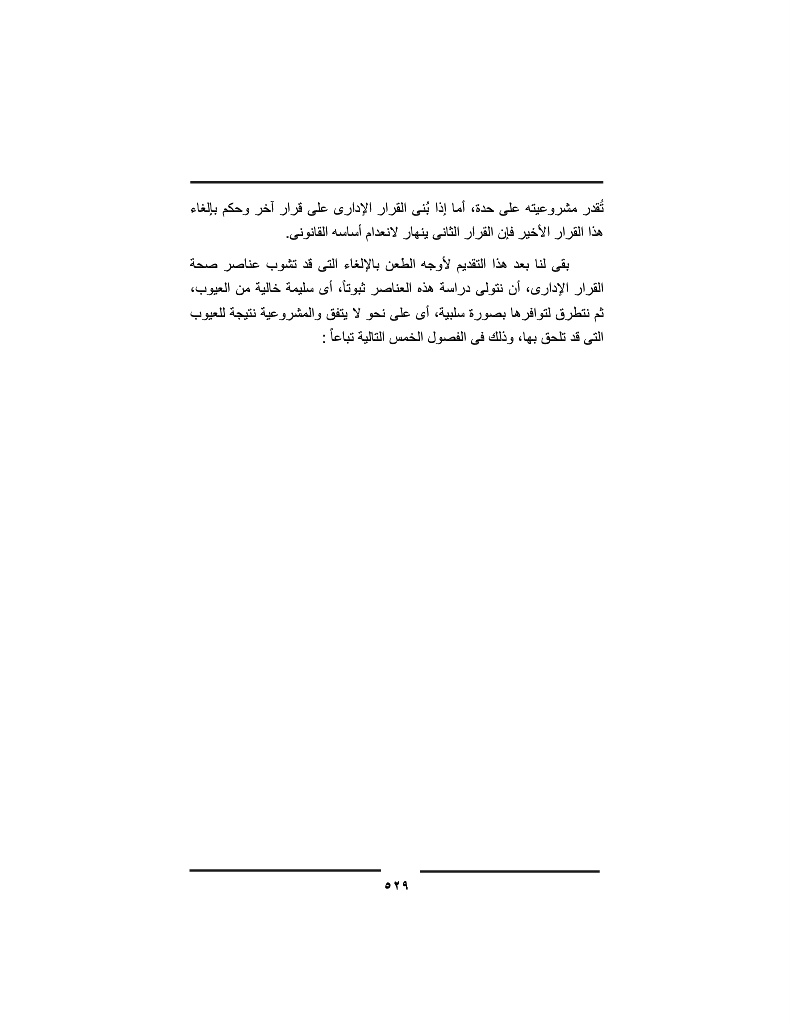 تُقدر مشروعيته على حدة، أما إذا بُنى القرار الإدارى على قرار آخر وحكم بإلغاء
هذا القرار الأخير فإن القرار الثانى ينهار لانعدام أساسه القانونى.
بقى لنا بعد هذا التقديم لأوجه الطعن بالإلغاء التى قد تشوب عناصر صحة
القرار الإدارى، أن نتولى دراسة هذه العناصر ثبوتاً، أى سليمة خالية من العيوب،
ثم نتطرق لتوافرها بصورة سلبية، أى على نحو لا يتفق والمشروعية نتيجة للعيوب
التى قد تلحق بها، وذلك فى الفصول الخمس التالية تباعاً :
٥٢٩